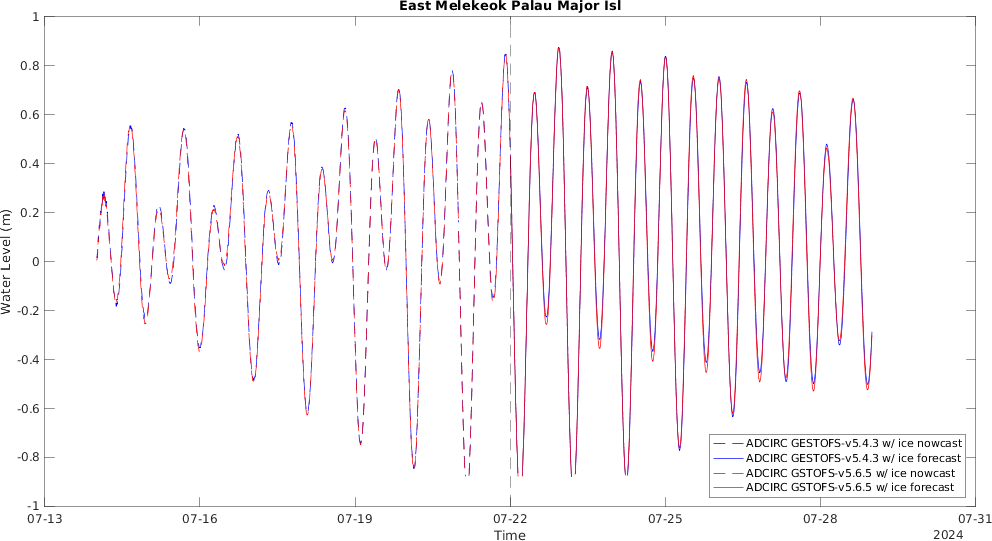 East Melekeok Palau Major Isl
1
0.8
0.6
0.4
0.2
0
-0.2
-0.4
-0.6
-0.8
-1
Water Level (m)
ADCIRC GESTOFS-v5.4.3 w/ ice nowcast
ADCIRC GESTOFS-v5.4.3 w/ ice forecast
ADCIRC GSTOFS-v5.6.5 w/ ice nowcast
ADCIRC GSTOFS-v5.6.5 w/ ice forecast
07-13 07-16 07-19 07-22 07-25 07-28 07-31
Time
2024